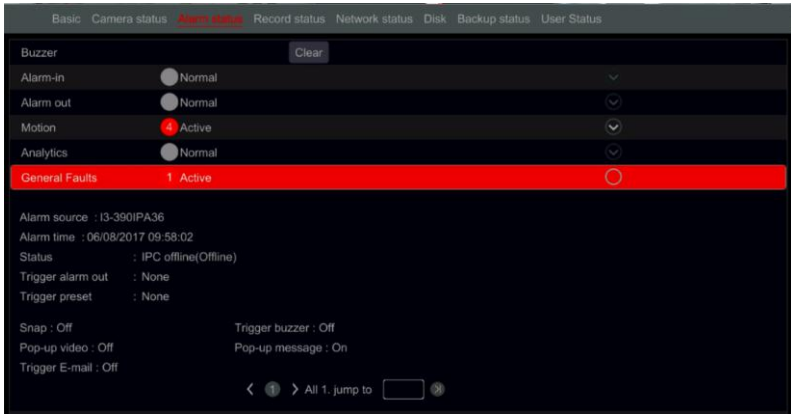 Basic Camera status Alarm status Record status Network status Disk Backup status User Status
Buzzer Clear
Alarm-in Normal
Alarm out Normal
Motion 4 Active
Analytics Normal
General Faults 1 Active
Alarm source : I3-390IPA36
Alarm time : 06/08/2017 09:58:02
Status : IPC offline(Offline)
Trigger alarm out : None
Trigger preset : None
Snap : Off Trigger buzzer : Off
Pop-up video : Off Pop-up message : On
Trigger E-mail : Off
< 1 > All 1. jump to